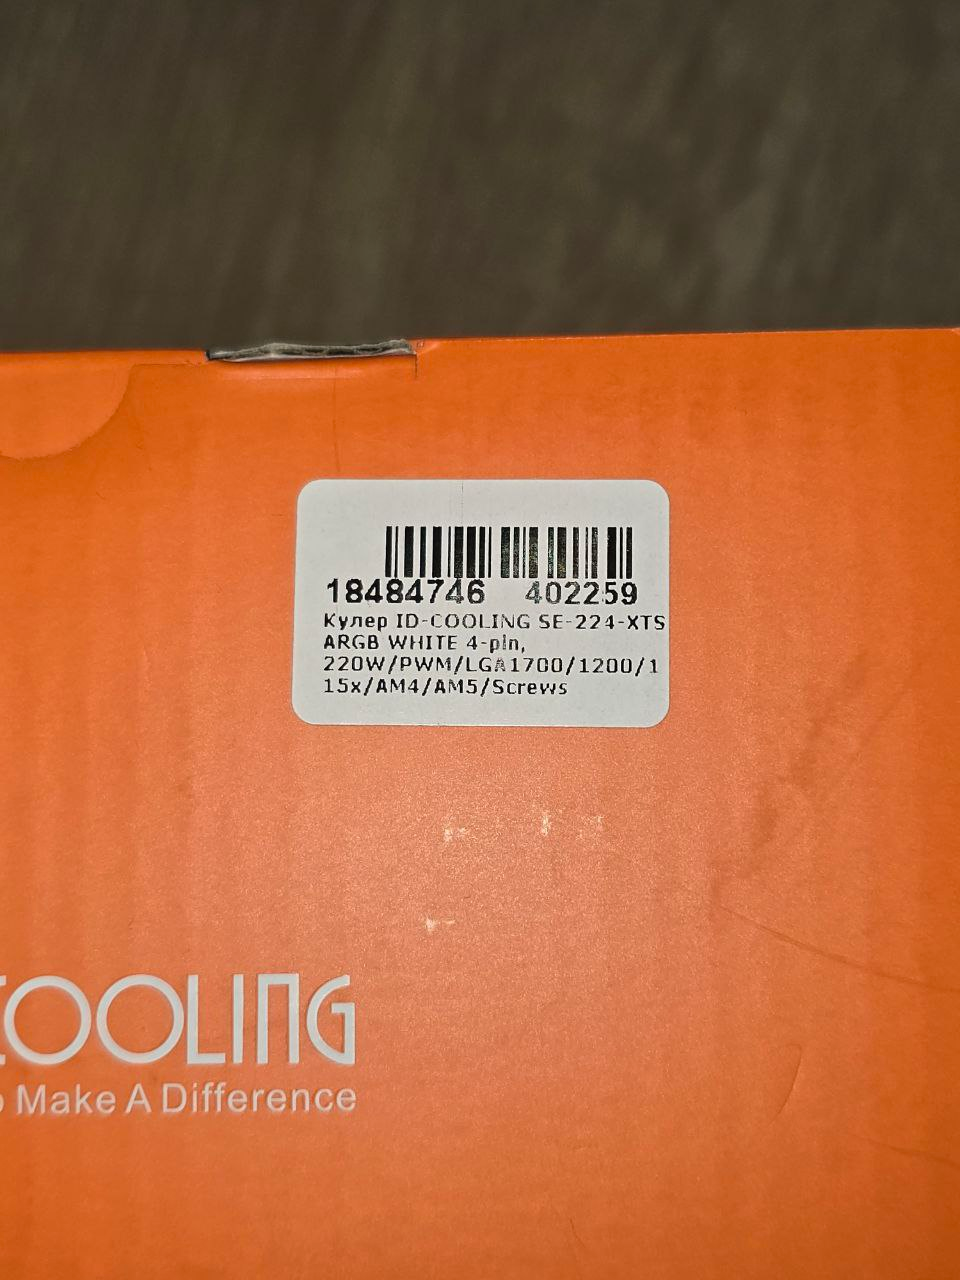 18484746 402259
Кулер ID-COOLING SE-224-XTS
ARGB WHITE 4-pin,
220W/PWM/LGA1700/1200/1
15x/AM4/AM5/Screws
COOLING
Make A Difference